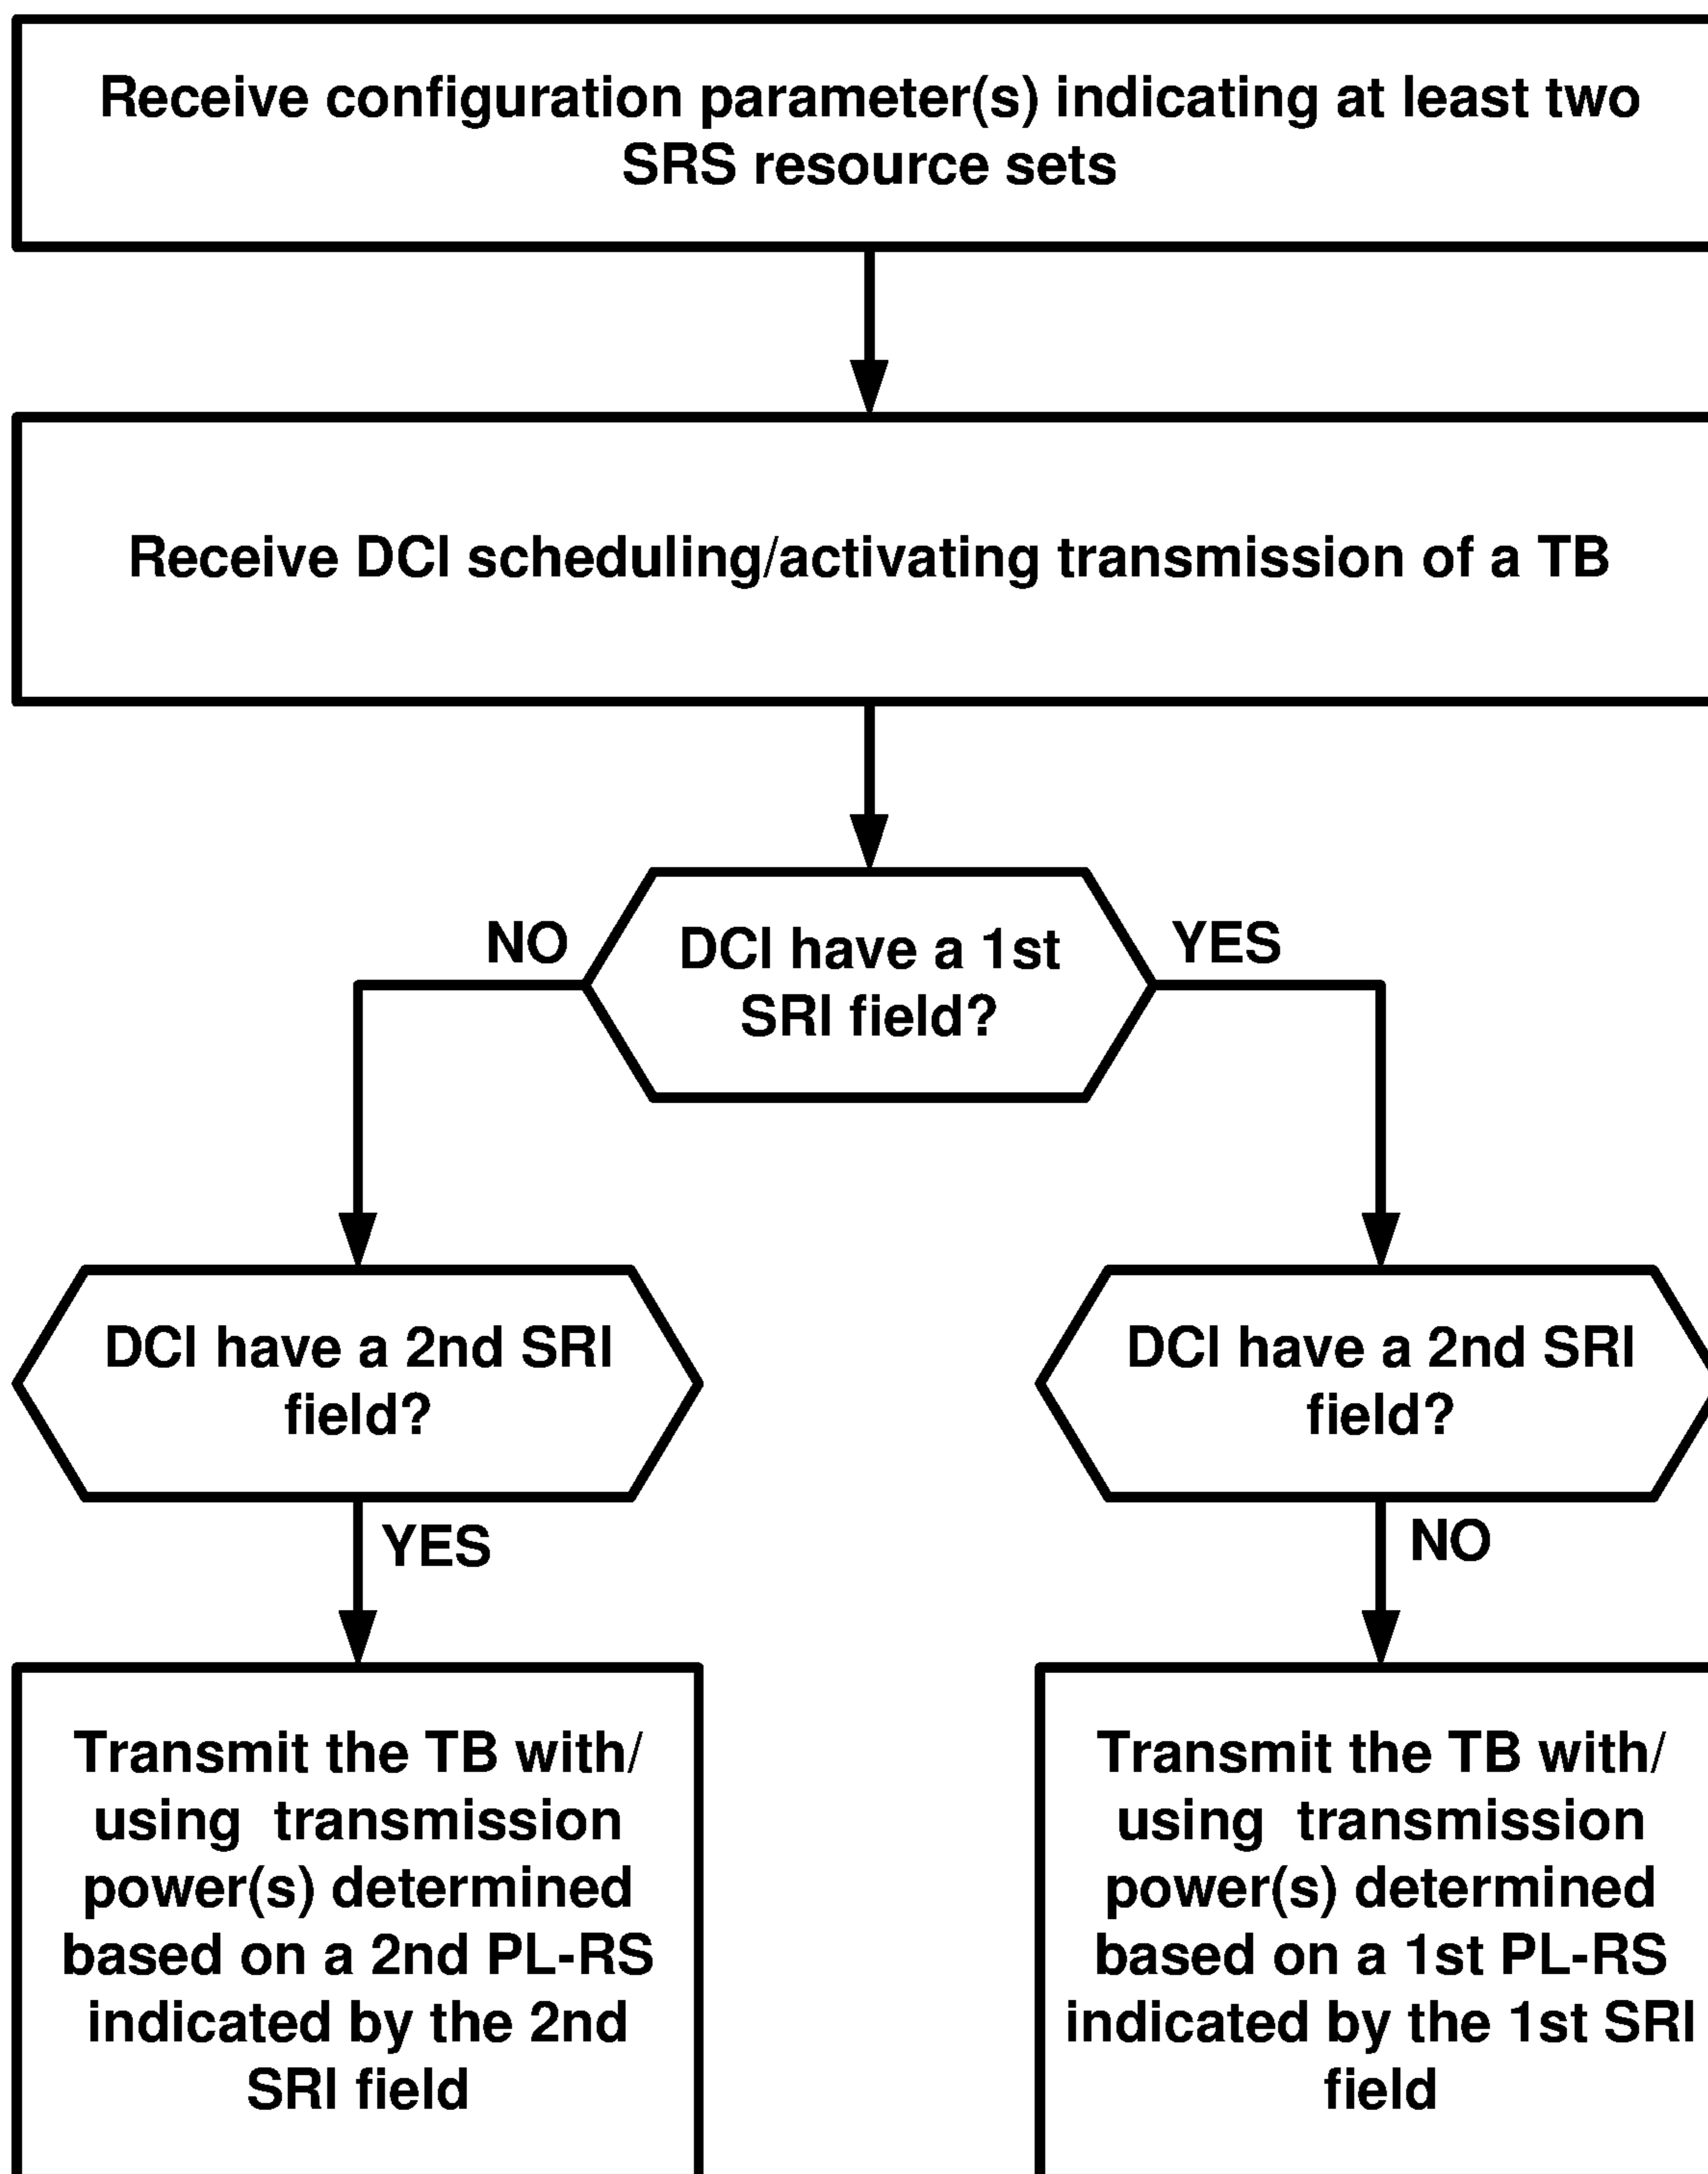 Receive configuration parameter(s) indicating at least two
SRS resource sets
Receive DCI scheduling/activating transmission of a TB
NO
DCI have a 1st
SRI field?
YES
DCI have a 2nd SRI
field?
DCI have a 2nd SRI
field?
YES
NO
Transmit the TB with/
using transmission
power(s) determined
based on a 2nd PL-RS
indicated by the 2nd
SRI field
Transmit the TB with/
using transmission
power(s) determined
based on a 1st PL-RS
indicated by the 1st SRI
field